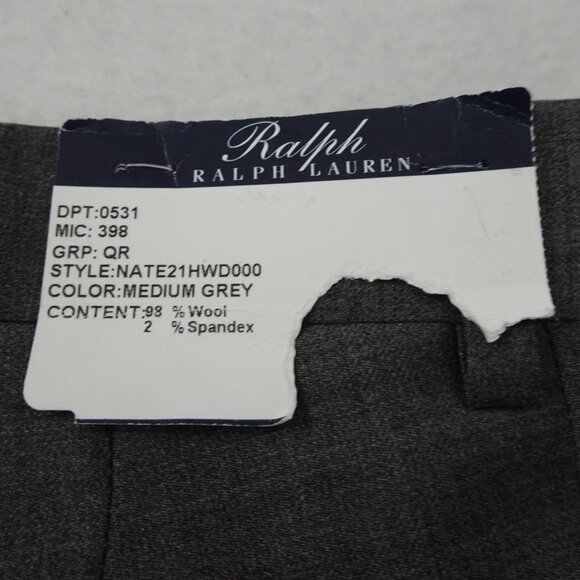 Ralph
RALPH LAUREN
DPT:0531
MIC: 398
GRP: QR
STYLE:NATE21HWD000
COLOR:MEDIUM GREY
CONTENT:98 % Wool
2 % Spandex